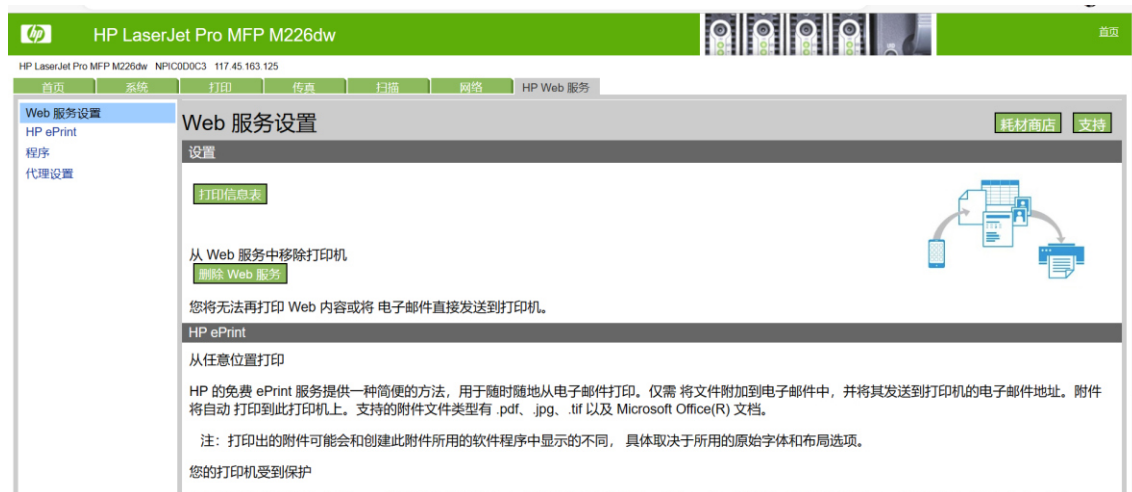 hp HP LaserJet Pro MFP M226dw 首页
HP LaserJet Pro MFP M226dw NPIC0D0C3 117.45.163.125
首页 系统 打印 传真 扫描 网络 HP Web 服务
Web 服务设置
HP ePrint
程序
代理设置
Web 服务设置 耗材商店 支持
设置
打印信息表
从 Web 服务中移除打印机
删除 Web 服务
您将无法再打印 Web 内容或将 电子邮件直接发送到打印机。
HP ePrint
从任意位置打印
HP 的免费 ePrint 服务提供一种简便的方法，用于随时随地从电子邮件打印。仅需 将文件附加到电子邮件中，并将其发送到打印机的电子邮件地址。附件
将自动 打印到此打印机上。支持的附件文件类型有 .pdf、.jpg、.tif 以及 Microsoft Office(R) 文档。
注：打印出的附件可能会和创建此附件所用的软件程序中显示的不同， 具体取决于所用的原始字体和布局选项。
您的打印机受到保护